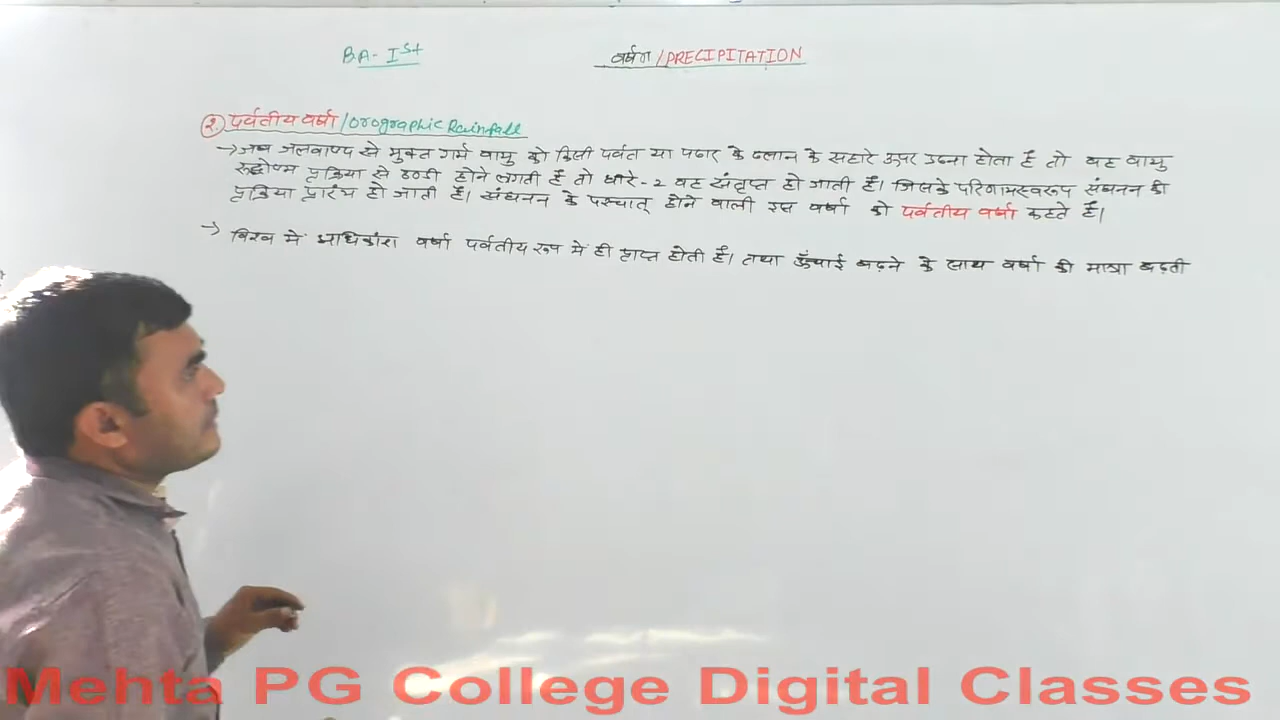 BA- Ist
वर्षण /PRECIPITATION
२. पर्वतीय वर्षा /Orographic Rainfall
→ जब जलवाष्प से युक्त गर्म वायु को किसी पर्वत या पठार के ढलान के सहारे ऊपर उठना होता है तो वह वायु
रूद्धोष्म प्रक्रिया से ठण्डी होने लगती है तो धीरे-2 वह संतृप्त हो जाती है। जिसके परिणामस्वरूप संघनन की
प्रक्रिया प्रारंभ हो जाती है। संघनन के पश्चात् होने वाली इस वर्षा को पर्वतीय वर्षा कहते है।
→ विश्व में अधिकांश वर्षा पर्वतीय रूप में ही प्राप्त होती है। तथा ऊँचाई बढ़ने के साथ वर्षा की मात्रा बढ़ती
Mehta PG College Digital Classes